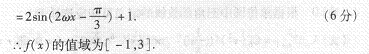 =2sin(2ωx-π/3)+1. (6分)
∴f(x)的值域为[-1,3].